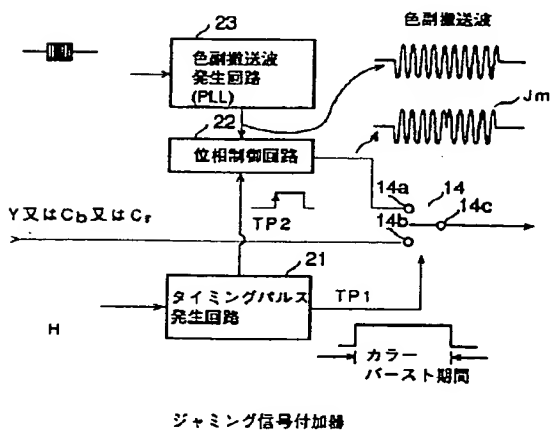 23
色副搬送波
色副搬送波
発生回路
(PLL)
22
Jm
位相制御回路
14a
14
14c
Y又はCb又はCr
14b
TP2
21
タイミングパルス
発生回路
TP1
H
カラー
バースト期間
ジャミング信号付加器